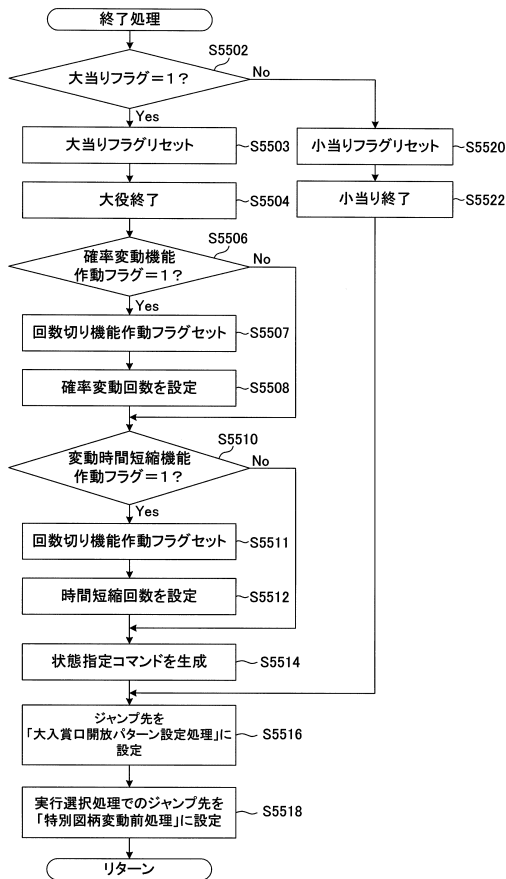 終了処理
S5502
大当りフラグ=1?
No
Yes
大当りフラグリセット
S5503
小当りフラグリセット
S5520
大役終了
S5504
小当り終了
S5522
S5506
確率変動機能
作動フラグ=1?
No
Yes
回数切り機能作動フラグセット
S5507
確率変動回数を設定
S5508
S5510
変動時間短縮機能
作動フラグ=1?
No
Yes
回数切り機能作動フラグセット
S5511
時間短縮回数を設定
S5512
状態指定コマンドを生成
S5514
ジャンプ先を
「大入賞口開放パターン設定処理」に
設定
S5516
実行選択処理でのジャンプ先を
「特別図柄変動前処理」に設定
S5518
リターン